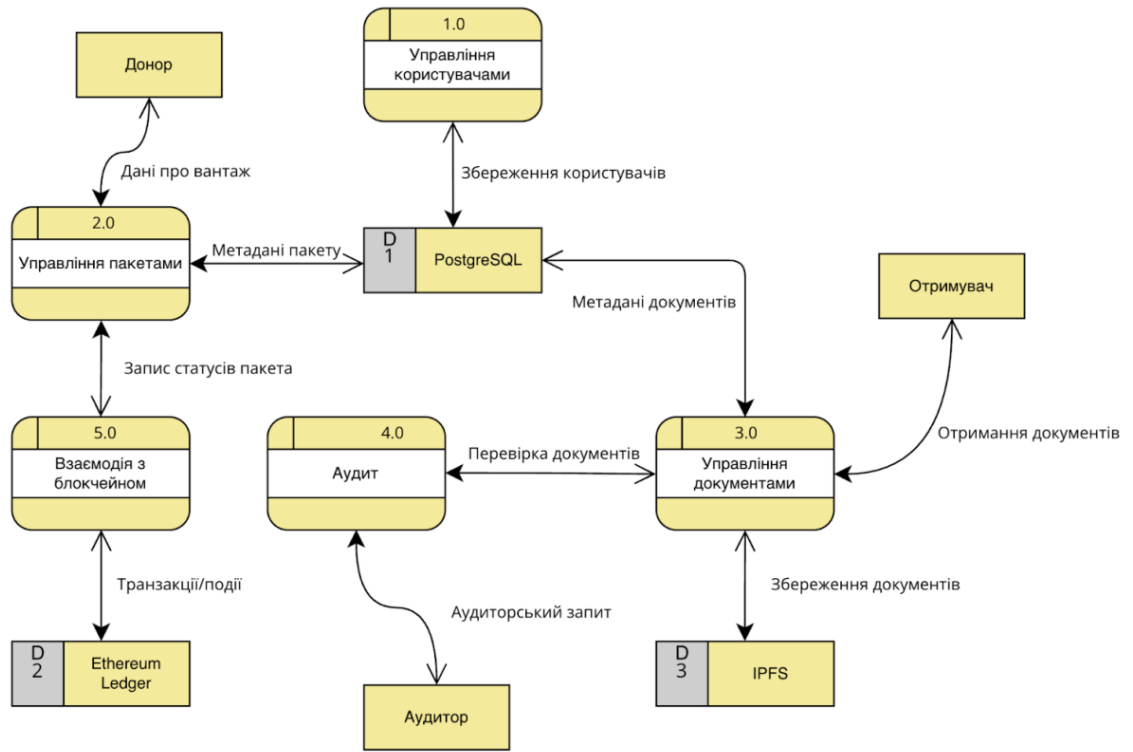 1.0
Управління
користувачами
Донор
Дані про вантаж
Збереження користувачів
2.0
Управління пакетами
Метадані пакету
D
1
PostgreSQL
Метадані документів
Отримувач
Запис статусів пакета
5.0
Взаємодія з
блокчейном
4.0
Аудит
Перевірка документів
3.0
Управління
документами
Отримання документів
Транзакції/події
Аудиторський запит
Збереження документів
D
2
Ethereum
Ledger
D
3
IPFS
Аудитор